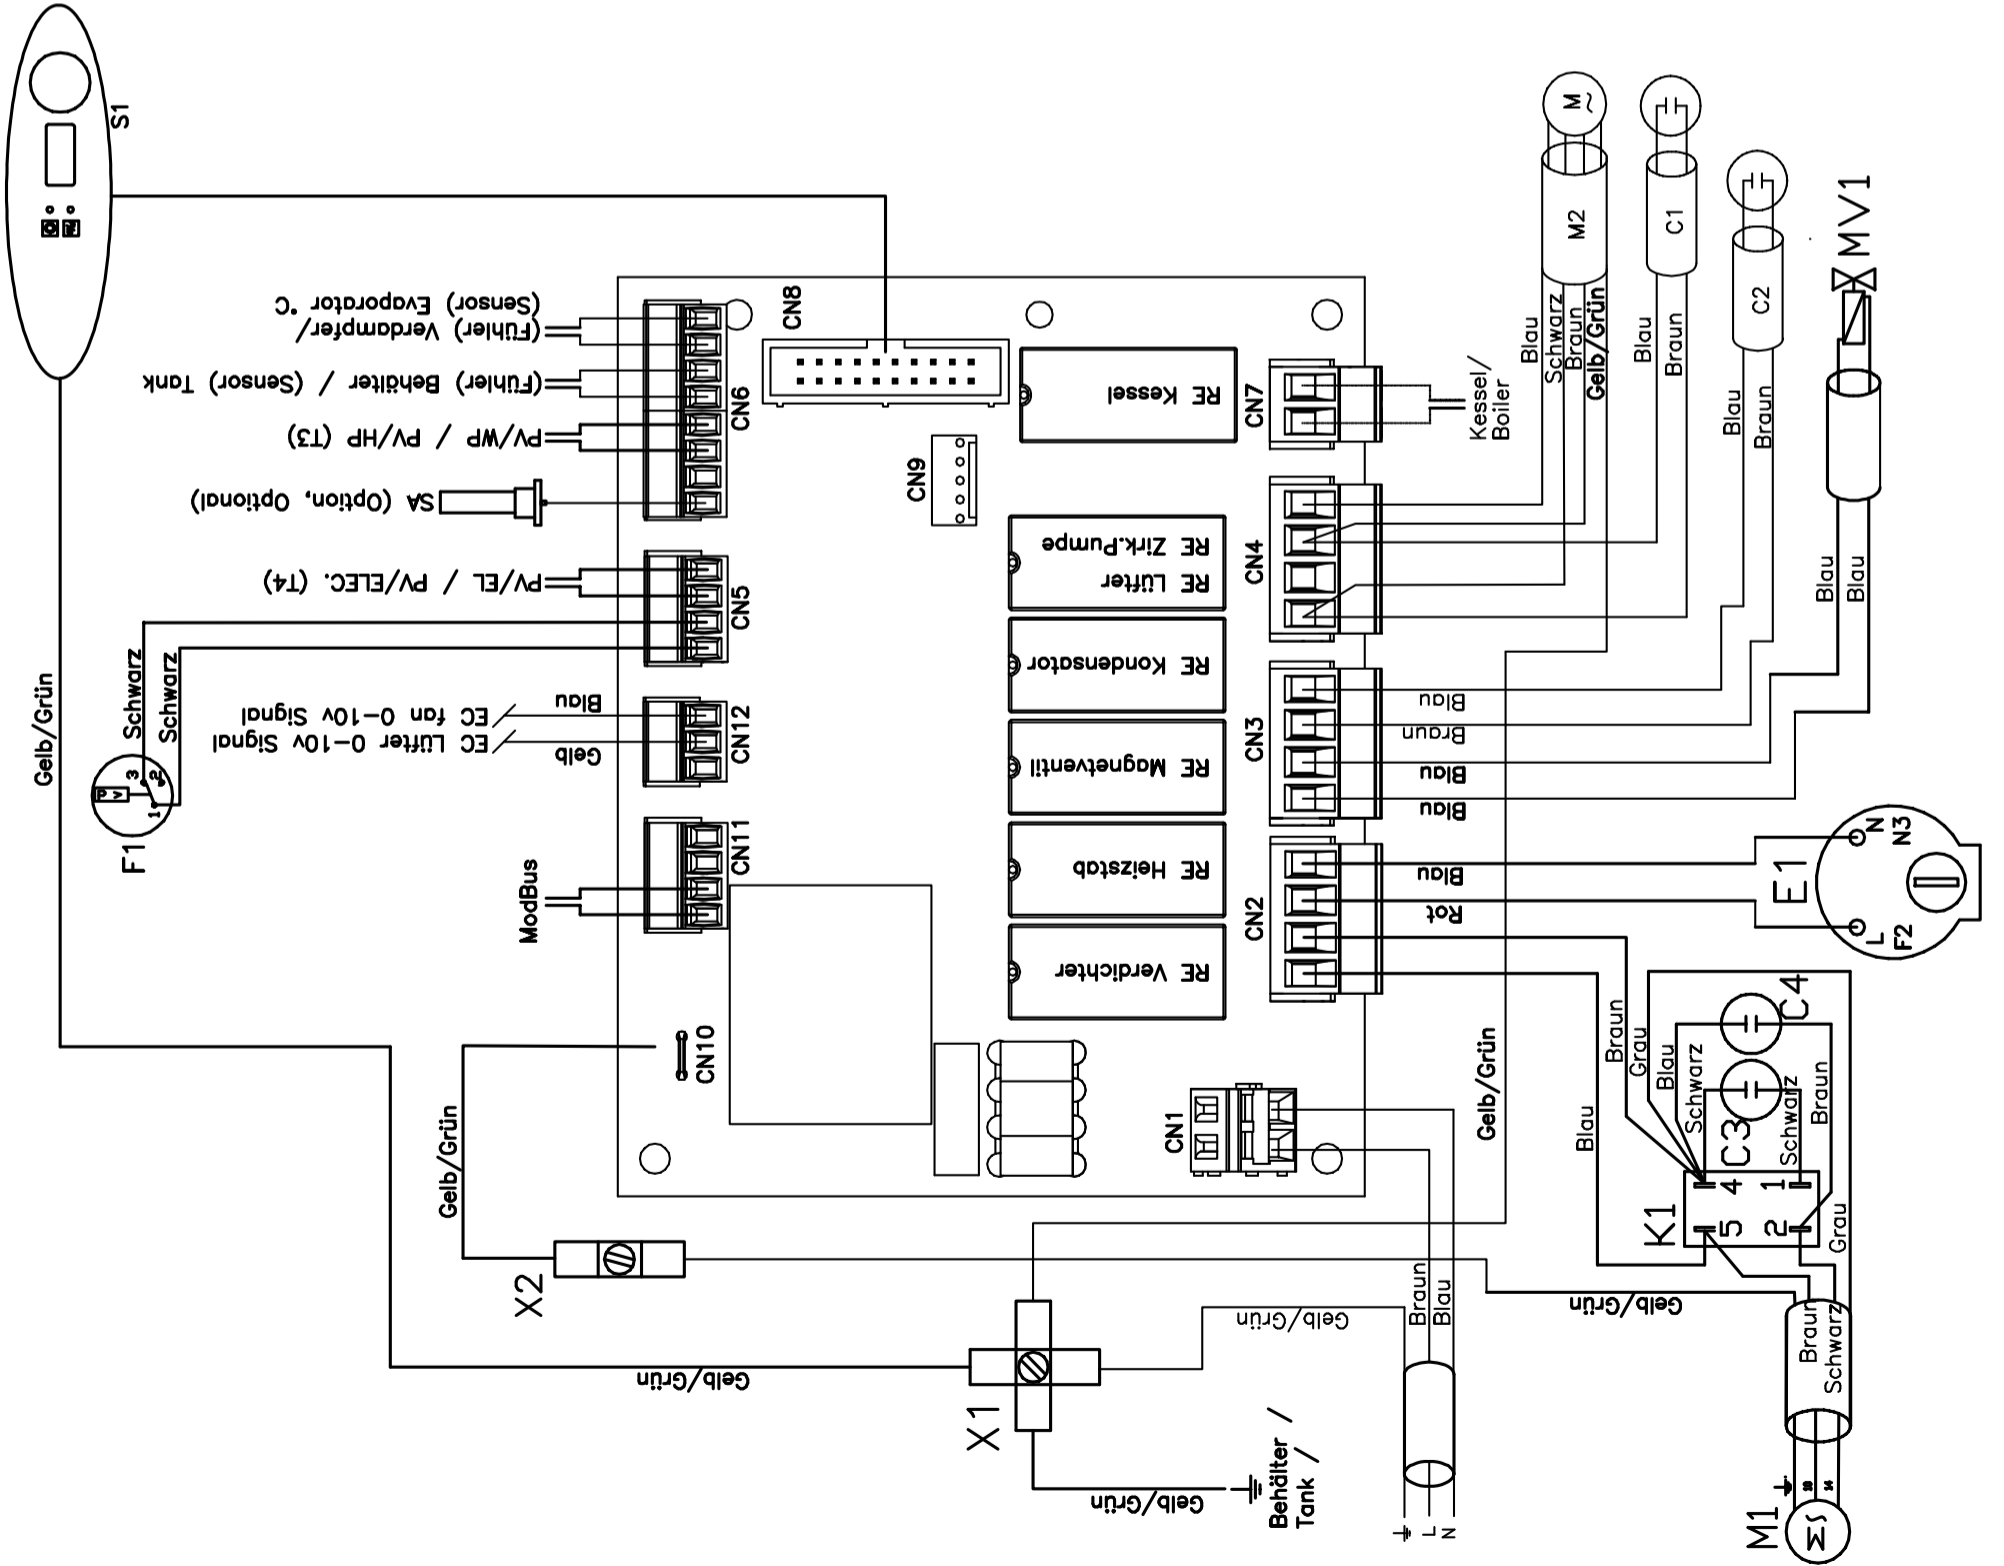 S1
(Sensor) Evaporator °C
(Fühler) Verdampfer/
(Fühler) Behälter / (Sensor) Tank
PV/WP / PV/HP (T3)
SA (Option, Optional)
PV/EL / PV/ELEC. (T4)
Schwarz
Schwarz
Gelb/Grün
EC fan 0-10v Signal
EC Lüfter 0-10v Signal
Blau
Gelb
F1
P >
3
2
1
ModBus
CN8
CN6
CN5
CN12
CN11
CN10
CN9
RE Kessel
RE Zirk.Pumpe
RE Lüfter
RE Kondensator
RE Magnetventil
RE Heizstab
RE Verdichter
CN7
CN4
CN3
CN2
CN1
Kessel/
Boiler
Blau
Schwarz
Braun
Gelb/Grün
Blau
Braun
Blau
Braun
M
~
M2
C1
C2
MV1
Blau
Blau
Blau
Braun
Blau
Blau
Blau
Rot
E1
N
N3
L
F2
Gelb/Grün
Gelb/Grün
Blau
Braun
Grau
Blau
Schwarz
C3
C4
Schwarz
Braun
K1
4
1
5
2
Grau
X2
Gelb/Grün
Gelb/Grün
Gelb/Grün
X1
Braun
Blau
Gelb/Grün
Behälter /
Tank /
L
N
Braun
Schwarz
M1
M
~